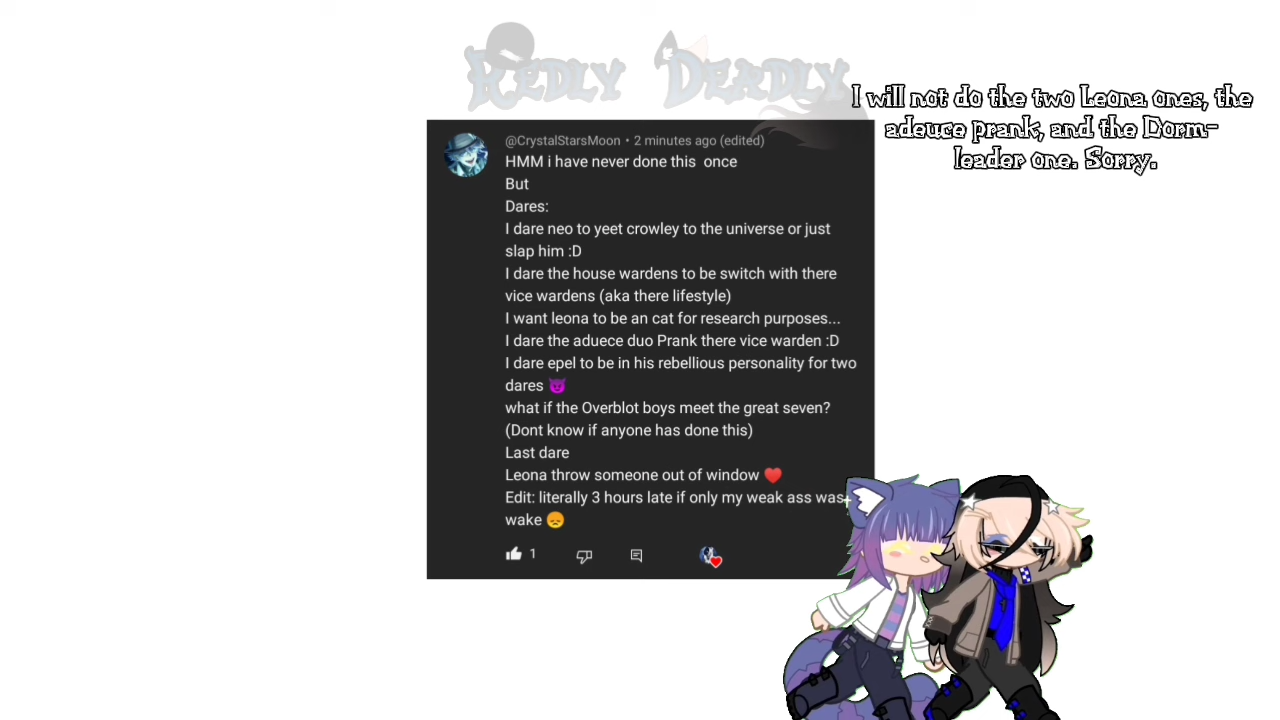 Redly Deadly
I will not do the two Leona ones, the
adeuce prank, and the Dorm-
leader one. Sorry.
@CrystalStarsMoon • 2 minutes ago (edited)
HMM i have never done this  once
But
Dares:
I dare neo to yeet crowley to the universe or just
slap him :D
I dare the house wardens to be switch with there
vice wardens (aka there lifestyle)
I want leona to be an cat for research purposes...
I dare the aduece duo Prank there vice warden :D
I dare epel to be in his rebellious personality for two
dares 😈
what if the Overblot boys meet the great seven?
(Dont know if anyone has done this)
Last dare
Leona throw someone out of window ♥️
Edit: literally 3 hours late if only my weak ass was
wake 😞
1